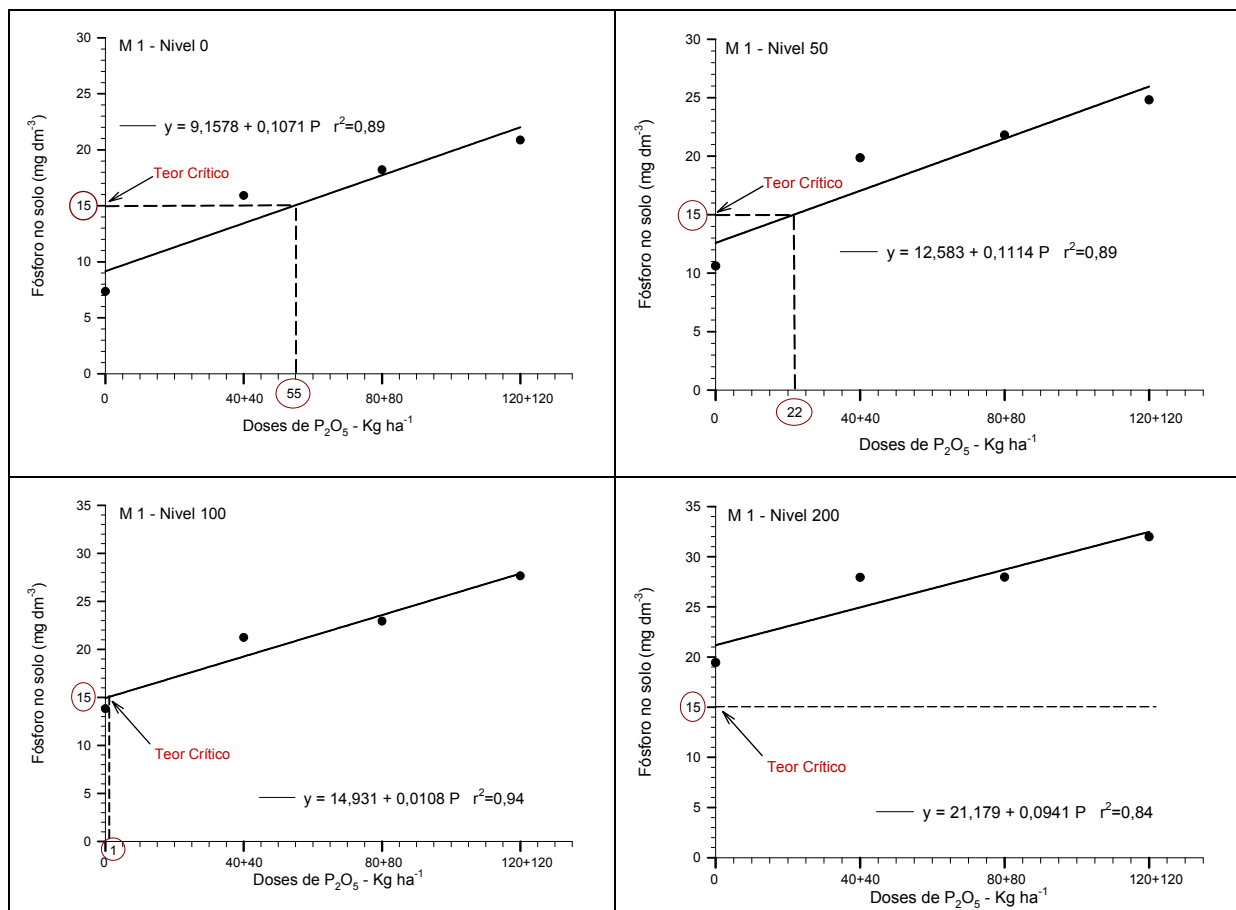 M 1 - Nivel 0
Fósforo no solo (mg dm⁻³)
30
25
20
15
10
5
0
y = 9,1578 + 0,1071 P r²=0,89
Teor Crítico
0
40+40
55
80+80
120+120
Doses de P₂O₅ - Kg ha⁻¹
M 1 - Nivel 50
Fósforo no solo (mg dm⁻³)
30
25
20
15
10
5
0
Teor Crítico
y = 12,583 + 0,1114 P r²=0,89
0
22
40+40
80+80
120+120
Doses de P₂O₅ - Kg ha⁻¹
M 1 - Nivel 100
Fósforo no solo (mg dm⁻³)
35
30
25
20
15
10
5
0
Teor Crítico
y = 14,931 + 0,0108 P r²=0,94
0
1
40+40
80+80
120+120
Doses de P₂O₅ - Kg ha⁻¹
M 1 - Nivel 200
Fósforo no solo (mg dm⁻³)
35
30
25
20
15
10
5
0
Teor Crítico
y = 21,179 + 0,0941 P r²=0,84
0
40+40
80+80
120+120
Doses de P₂O₅ - Kg ha⁻¹